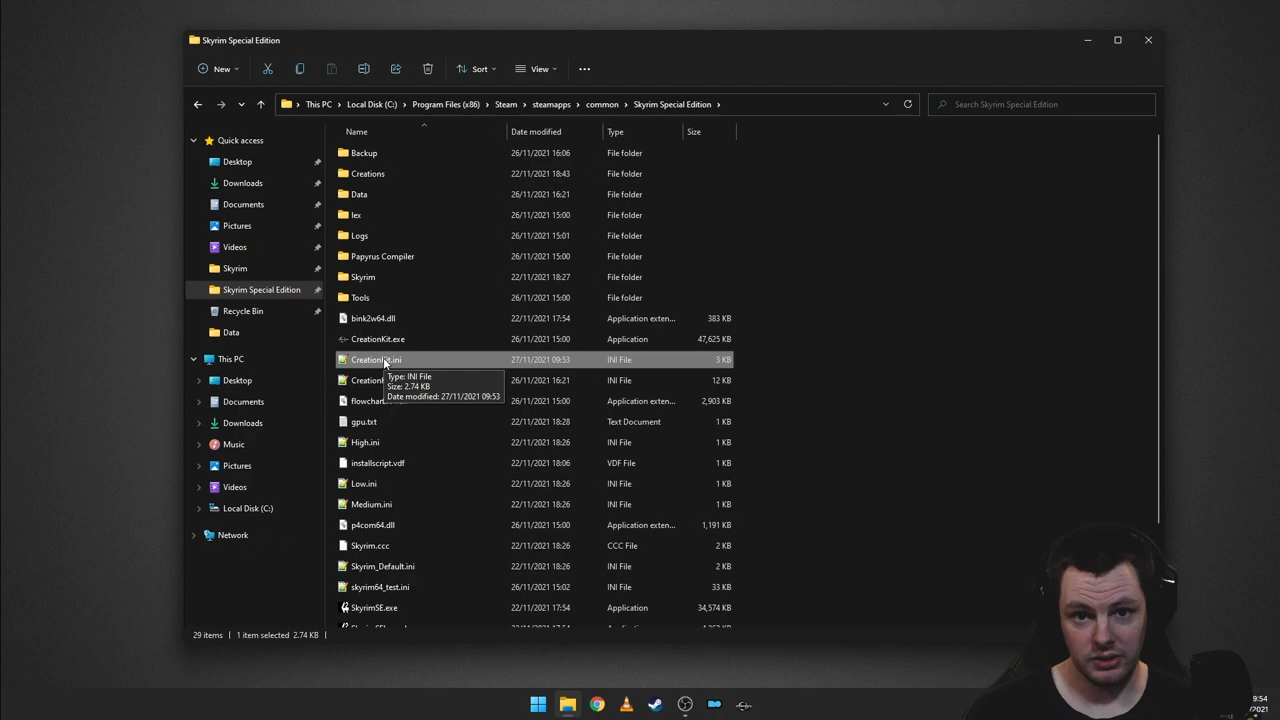 Skyrim Special Edition
New
Sort
View
This PC > Local Disk (C:) > Program Files (x86) > Steam > steamapps > common > Skyrim Special Edition >
Search Skyrim Special Edition
Name Date modified Type Size
Quick access
Desktop
Downloads
Documents
Pictures
Videos
Skyrim
Skyrim Special Edition
Recycle Bin
Data
This PC
Desktop
Documents
Downloads
Music
Pictures
Videos
Local Disk (C:)
Network
Backup 26/11/2021 16:06 File folder
Creations 22/11/2021 18:43 File folder
Data 26/11/2021 16:21 File folder
lex 26/11/2021 15:00 File folder
Logs 26/11/2021 15:01 File folder
Papyrus Compiler 26/11/2021 15:00 File folder
Skyrim 22/11/2021 18:27 File folder
Tools 26/11/2021 15:00 File folder
bink2w64.dll 22/11/2021 17:54 Application exten... 383 KB
CreationKit.exe 26/11/2021 15:00 Application 47,625 KB
CreationKit.ini 27/11/2021 09:53 INI File 3 KB
26/11/2021 16:21 INI File 12 KB
26/11/2021 15:00 2,903 KB
Type: INI File
Size: 2.74 KB
Date modified: 27/11/2021 09:53
gpu.txt 22/11/2021 18:28 Text Document 1 KB
High.ini 22/11/2021 18:26 INI File 1 KB
installscript.vdf 22/11/2021 18:06 VDF File 1 KB
Low.ini 22/11/2021 18:26 INI File 1 KB
Medium.ini 22/11/2021 18:26 INI File 1 KB
p4com64.dll 26/11/2021 15:00 Application exten... 1,191 KB
Skyrim.ccc 22/11/2021 18:26 CCC File 2 KB
Skyrim_Default.ini 22/11/2021 18:26 INI File 2 KB
skyrim64_test.ini 26/11/2021 15:02 INI File 33 KB
SkyrimSE.exe 22/11/2021 17:54 Application 34,574 KB
29 items 1 item selected 2.74 KB